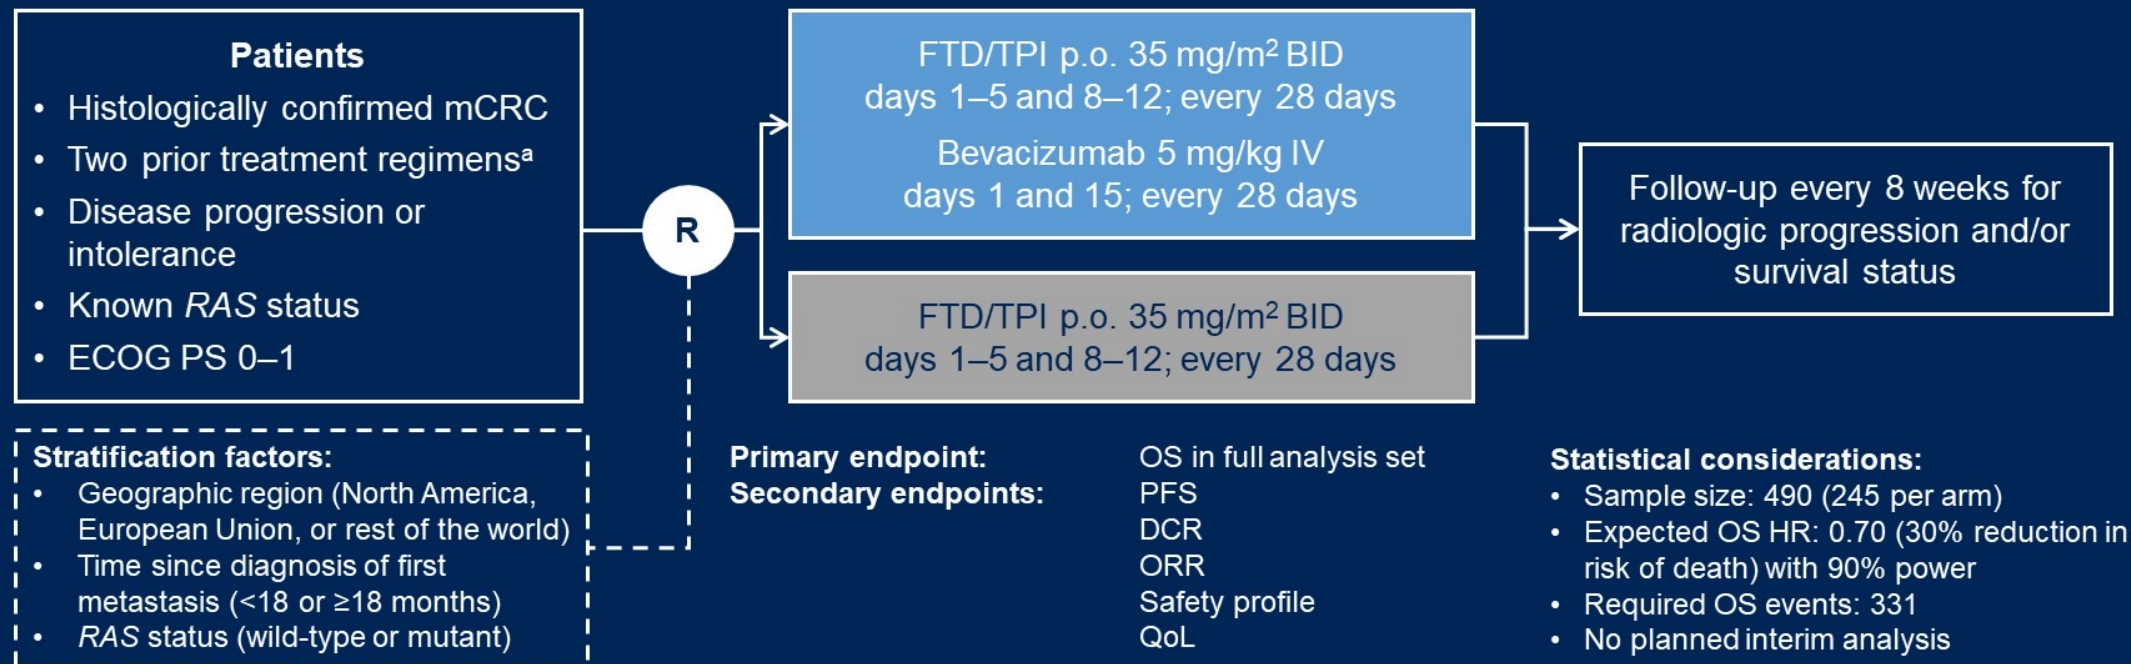 Patients
• Histologically confirmed mCRC
• Two prior treatment regimensᵃ
• Disease progression or
intolerance
• Known RAS status
• ECOG PS 0–1
R
FTD/TPI p.o. 35 mg/m² BID
days 1–5 and 8–12; every 28 days
Bevacizumab 5 mg/kg IV
days 1 and 15; every 28 days
FTD/TPI p.o. 35 mg/m² BID
days 1–5 and 8–12; every 28 days
Follow-up every 8 weeks for
radiologic progression and/or
survival status
Stratification factors:
• Geographic region (North America,
European Union, or rest of the world)
• Time since diagnosis of first
metastasis (<18 or ≥18 months)
• RAS status (wild-type or mutant)
Primary endpoint: OS in full analysis set
Secondary endpoints: PFS
DCR
ORR
Safety profile
QoL
Statistical considerations:
• Sample size: 490 (245 per arm)
• Expected OS HR: 0.70 (30% reduction in
risk of death) with 90% power
• Required OS events: 331
• No planned interim analysis